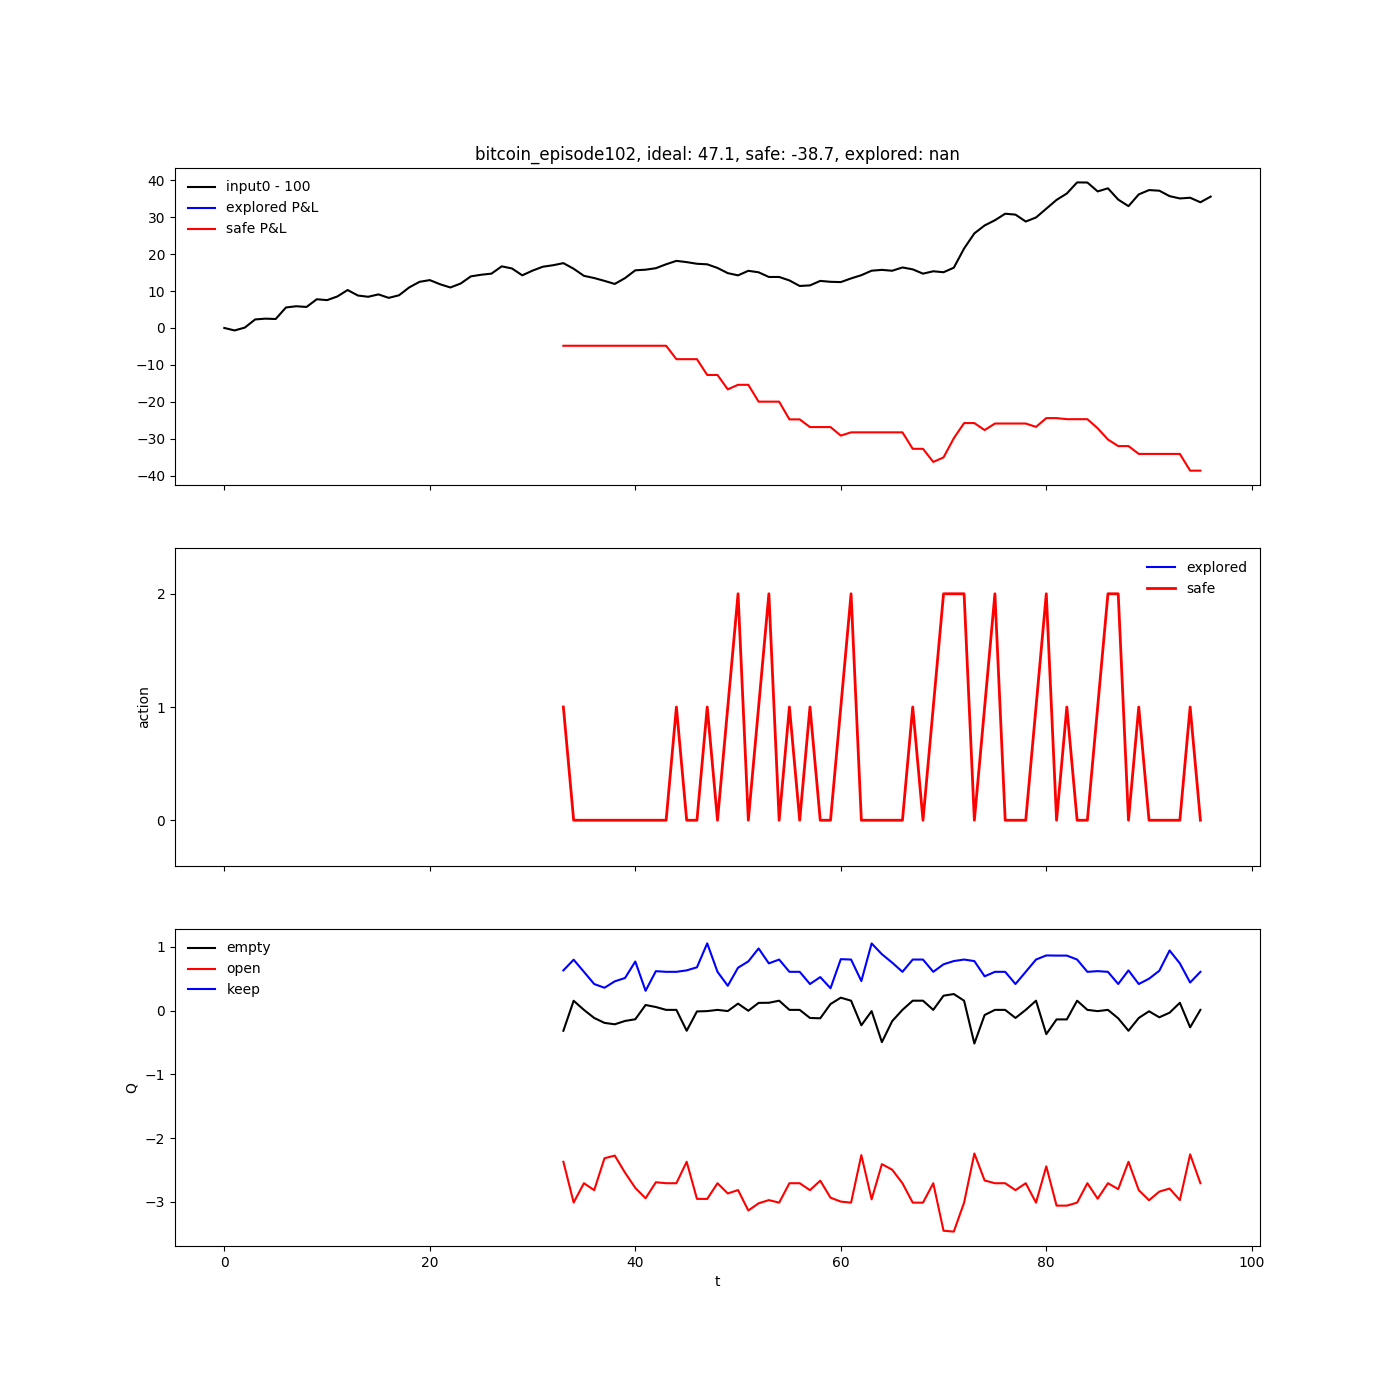 bitcoin_episode102, ideal: 47.1, safe: -38.7, explored: nan
input0 - 100
explored P&L
safe P&L
40
30
20
10
0
−10
−20
−30
−40
explored
safe
action
2
1
0
empty
open
keep
Q
1
0
−1
−2
−3
0 20 40 60 80 100
t